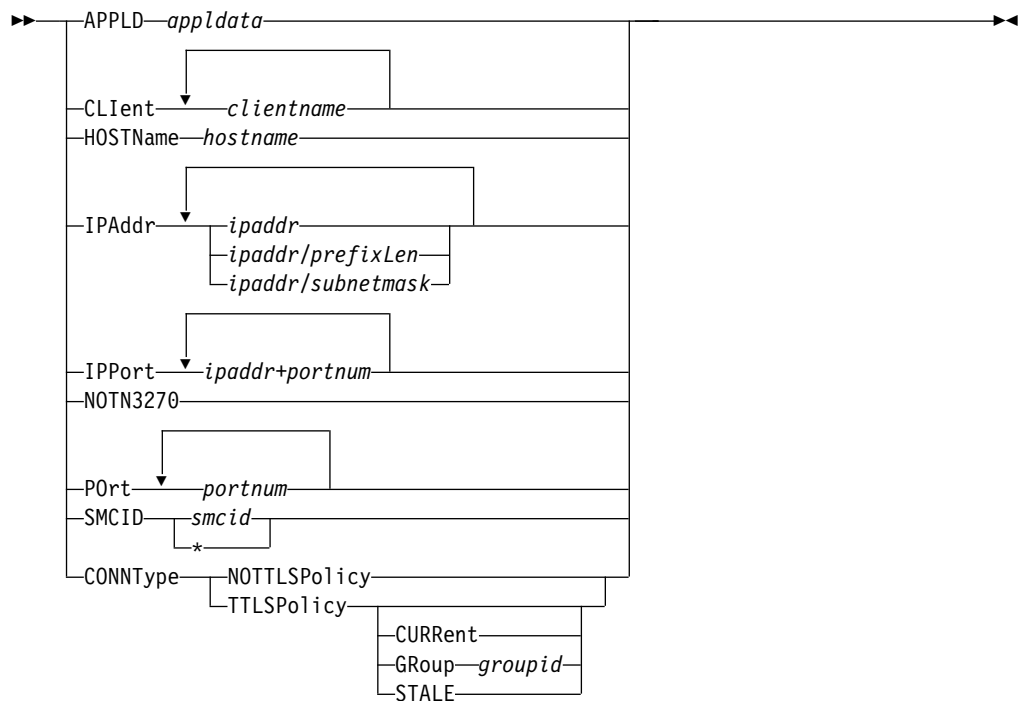 APPLD appldata
CLIent clientname
HOSTName hostname
IPAddr ipaddr
ipaddr/prefixLen
ipaddr/subnetmask
IPPort ipaddr+portnum
NOTN3270
POrt portnum
SMCID smcid
*
CONNType NOTTLSPolicy
TTLSPolicy
CURRent
GRoup groupid
STALE